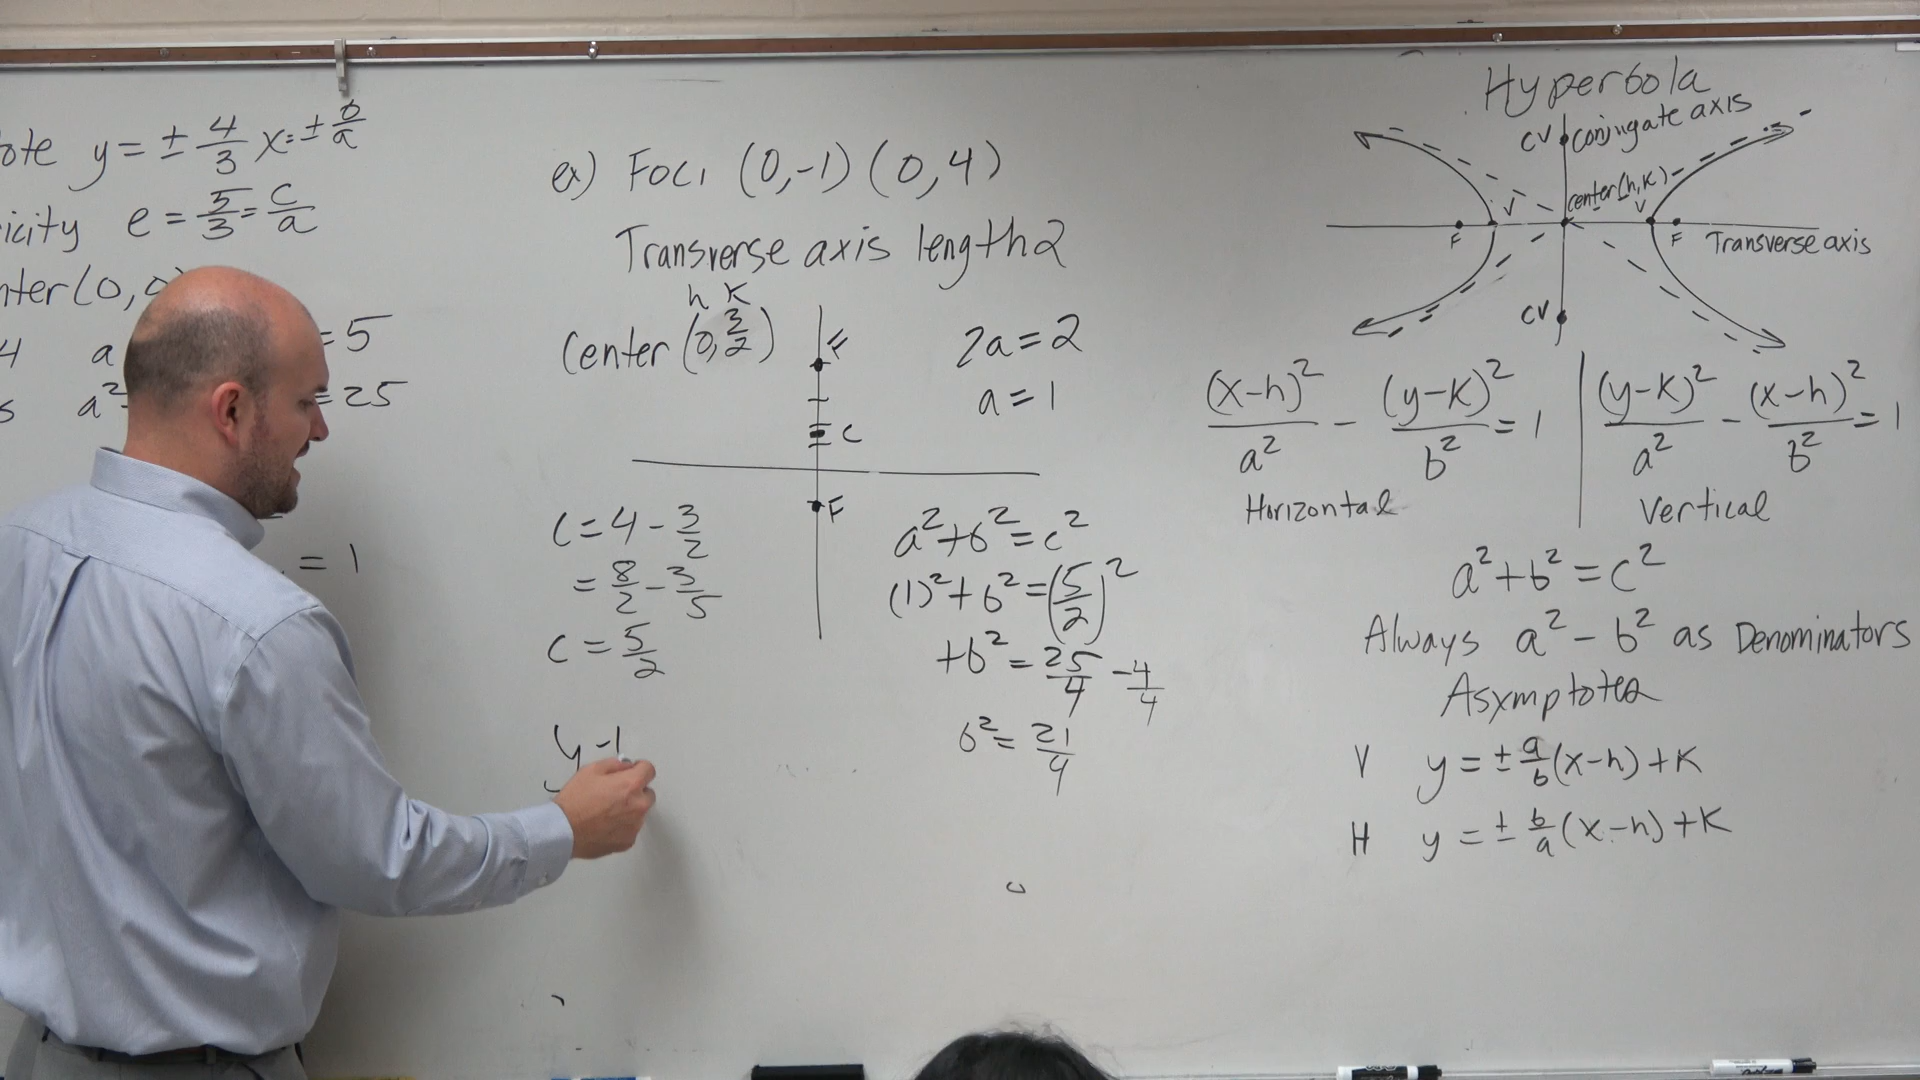 ote y = ± 4/3 x = ± b/a
icity e = 5/3 = c/a
nter (0, 0
4 a = 5
s a² = 25
= 1
ex) Foci (0,-1) (0,4)
Transverse axis length 2
h K
Center (0, 3/2)
F
C
F
2a = 2
a = 1
c = 4 - 3/2
= 8/2 - 3/5
c = 5/2
y - 1
a² + b² = c²
(1)² + b² = (5/2)²
+b² = 25/4 - 4/4
b² = 21/4
Hyperbola
CV Conjugate axis
center (h,K)
V V
F F Transverse axis
CV
(x-h)²/a² - (y-K)²/b² = 1
Horizontal
(y-K)²/a² - (x-h)²/b² = 1
Vertical
a² + b² = c²
Always a² - b² as Denominators
Asymptotes
V y = ± a/b (x-h) + K
H y = ± b/a (x-h) + K